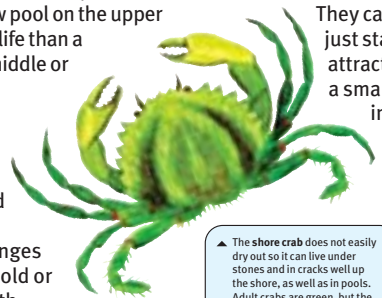 w pool on the upper
life than a
iddle or
nges
old or
They ca
just sta
attract
a sma
in
The shore crab does not easily
dry out so it can live under
stones and in cracks well up
the shore, as well as in pools.
Adult crabs are green, but the